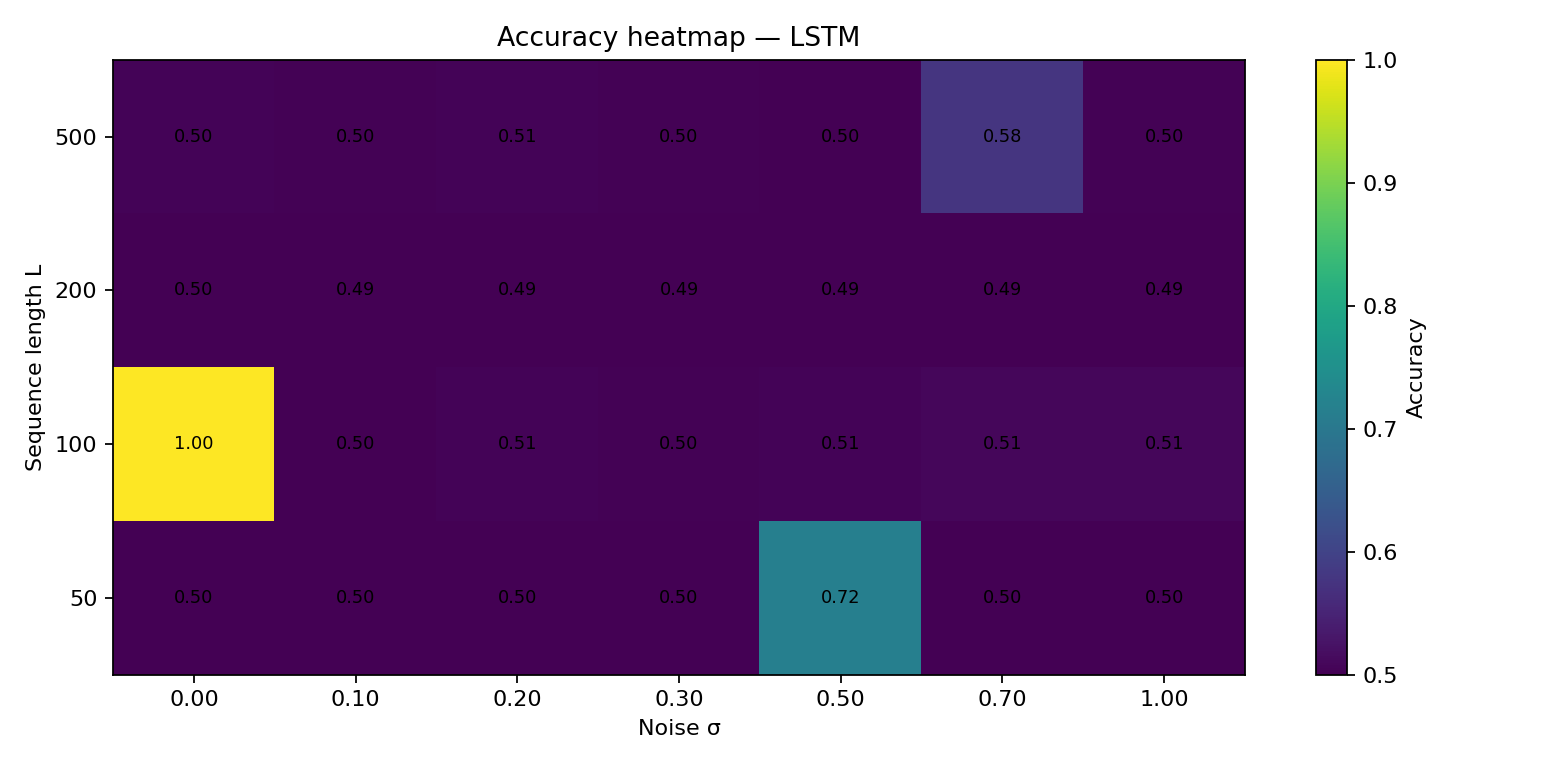 Accuracy heatmap — LSTM
Sequence length L
500
0.50 0.50 0.51 0.50 0.50 0.58 0.50
200
0.50 0.49 0.49 0.49 0.49 0.49 0.49
100
1.00 0.50 0.51 0.50 0.51 0.51 0.51
50
0.50 0.50 0.50 0.50 0.72 0.50 0.50
0.00 0.10 0.20 0.30 0.50 0.70 1.00
Noise σ
1.0
0.9
0.8
0.7
0.6
0.5
Accuracy